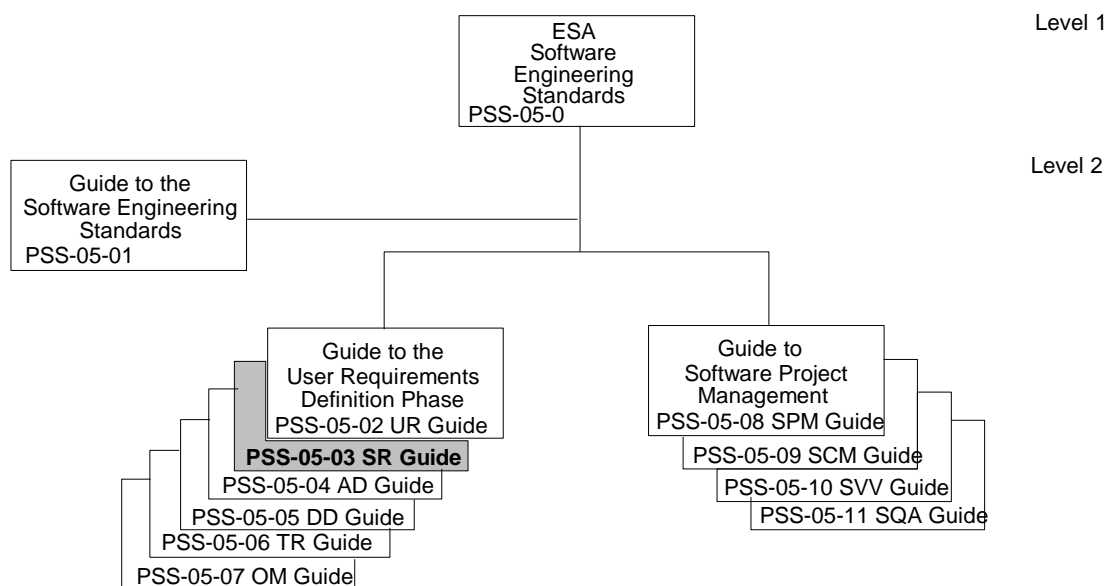 Level 1
ESA
Software
Engineering
Standards
PSS-05-0
Level 2
Guide to the
Software Engineering
Standards
PSS-05-01
Guide to the
User Requirements
Definition Phase
PSS-05-02 UR Guide
PSS-05-03 SR Guide
PSS-05-04 AD Guide
PSS-05-05 DD Guide
PSS-05-06 TR Guide
PSS-05-07 OM Guide
Guide to
Software Project
Management
PSS-05-08 SPM Guide
PSS-05-09 SCM Guide
PSS-05-10 SVV Guide
PSS-05-11 SQA Guide